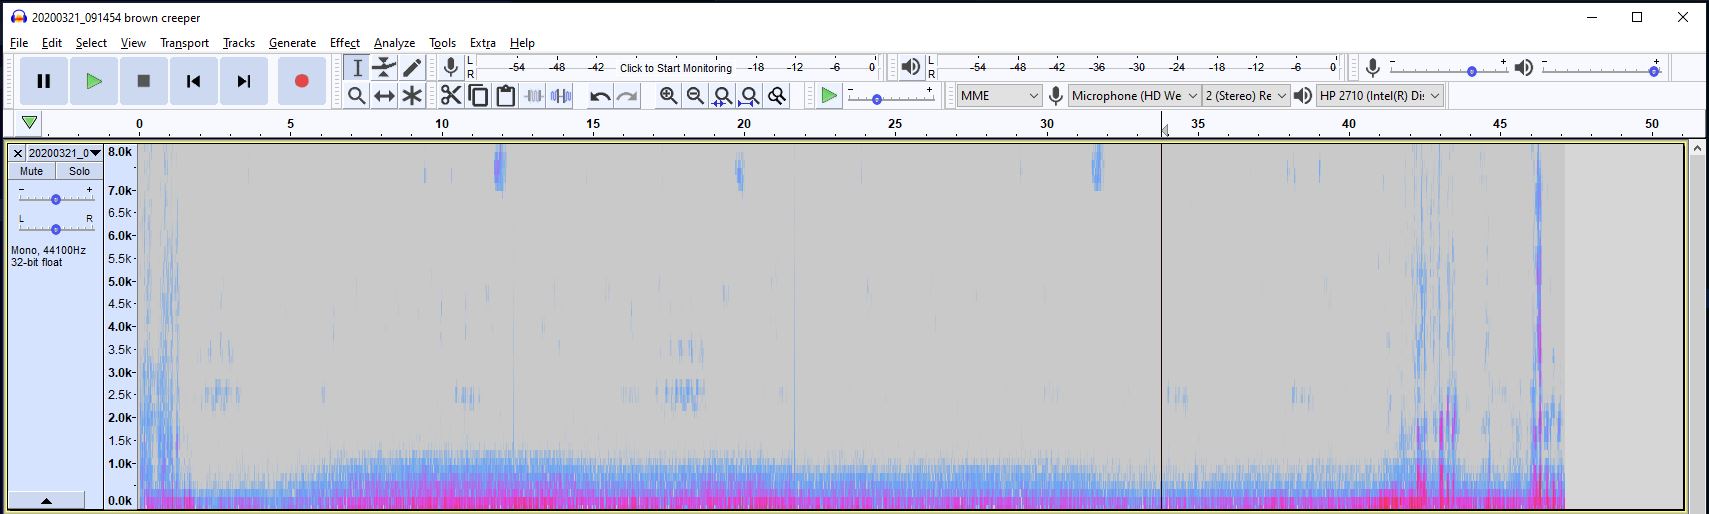 20200321_091454 brown creeper
File Edit Select View Transport Tracks Generate Effect Analyze Tools Extra Help
L R -54 -48 -42 Click to Start Monitoring -18 -12 -6 0 L R -54 -48 -42 -36 -30 -24 -18 -12 -6 0
MME Microphone (HD We 2 (Stereo) Re HP 2710 (Intel(R) Dis
0 5 10 15 20 25 30 35 40 45 50
20200321_0
Mute Solo
L R
Mono, 44100Hz
32-bit float
8.0k
7.0k-
6.5k
6.0k-
5.5k
5.0k-
4.5k
4.0k-
3.5k
3.0k-
2.5k
2.0k-
1.5k
1.0k-
0.0k